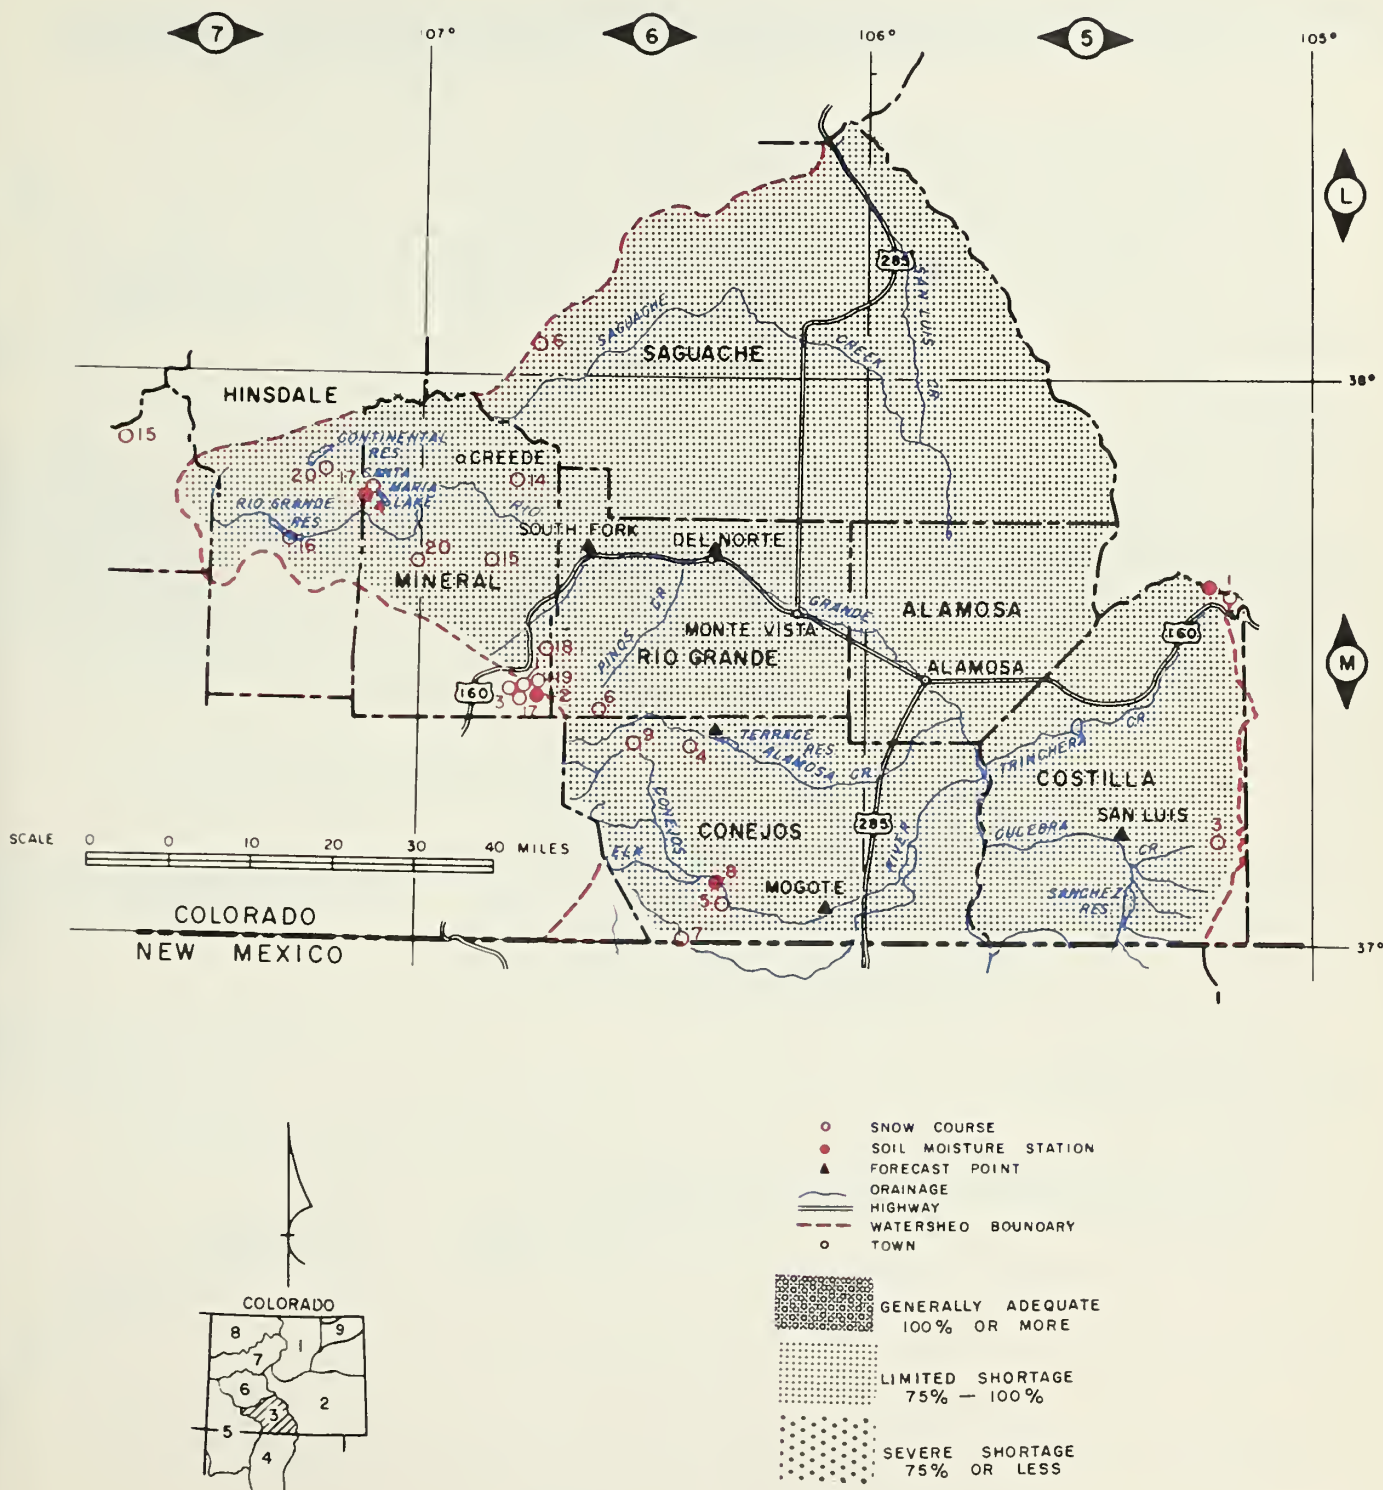 7
107°
6
106°
5
105°
L
285
SAN LUIS CR
6
SAGUACHE
CREEK
SAGUACHE
38°
HINSDALE
15
CONTINENTAL
RES.
CREEDE
20
17
SANTA
MARIA
LAKE
14
RIO GRANDE
RES
RIO
4
16
SOUTH FORK
DEL NORTE
20
15
MINERAL
PINOS CR
GRANDE
ALAMOSA
MONTE VISTA
RIO GRANDE
160
18
ALAMOSA
M
19
160
3
2
17
6
9
4
TERRACE
RES.
ALAMOSA CR.
TRINCHERA
CR.
COSTILLA
CONEJOS
CONEJOS
285
RIVER
SAN LUIS
3
CULEBRA
CR
SCALE 0 0 10 20 30 40 MILES
ELK
8
MOGOTE
5
SANCHEZ
RES
7
COLORADO
NEW MEXICO
37°
SNOW COURSE
SOIL MOISTURE STATION
FORECAST POINT
DRAINAGE
HIGHWAY
WATERSHED BOUNDARY
TOWN
GENERALLY ADEQUATE
100% OR MORE
LIMITED SHORTAGE
75% — 100%
SEVERE SHORTAGE
75% OR LESS
COLORADO
8
1
9
7
6
2
3
5
4